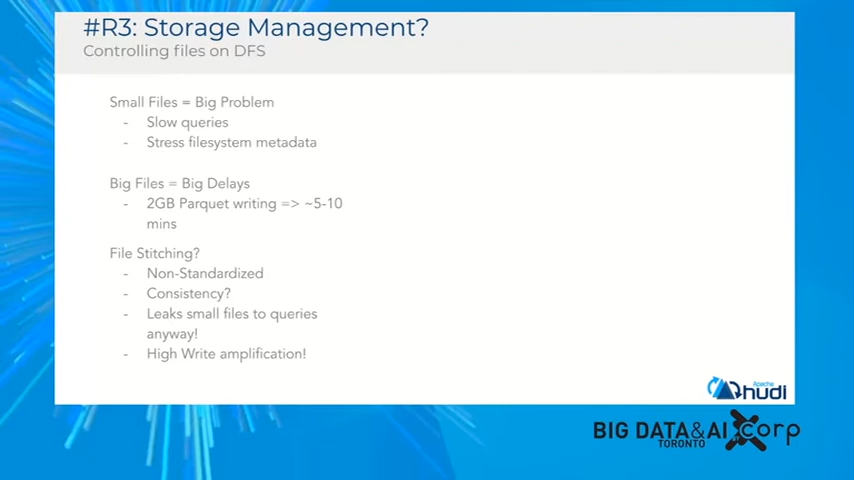 #R3: Storage Management?
Controlling files on DFS
Small Files = Big Problem
- Slow queries
- Stress filesystem metadata
Big Files = Big Delays
- 2GB Parquet writing => ~5-10
mins
File Stitching?
- Non-Standardized
- Consistency?
- Leaks small files to queries
anyway!
- High Write amplification!
Apache
hudi
BIG DATA&AI
TORONTO
corp